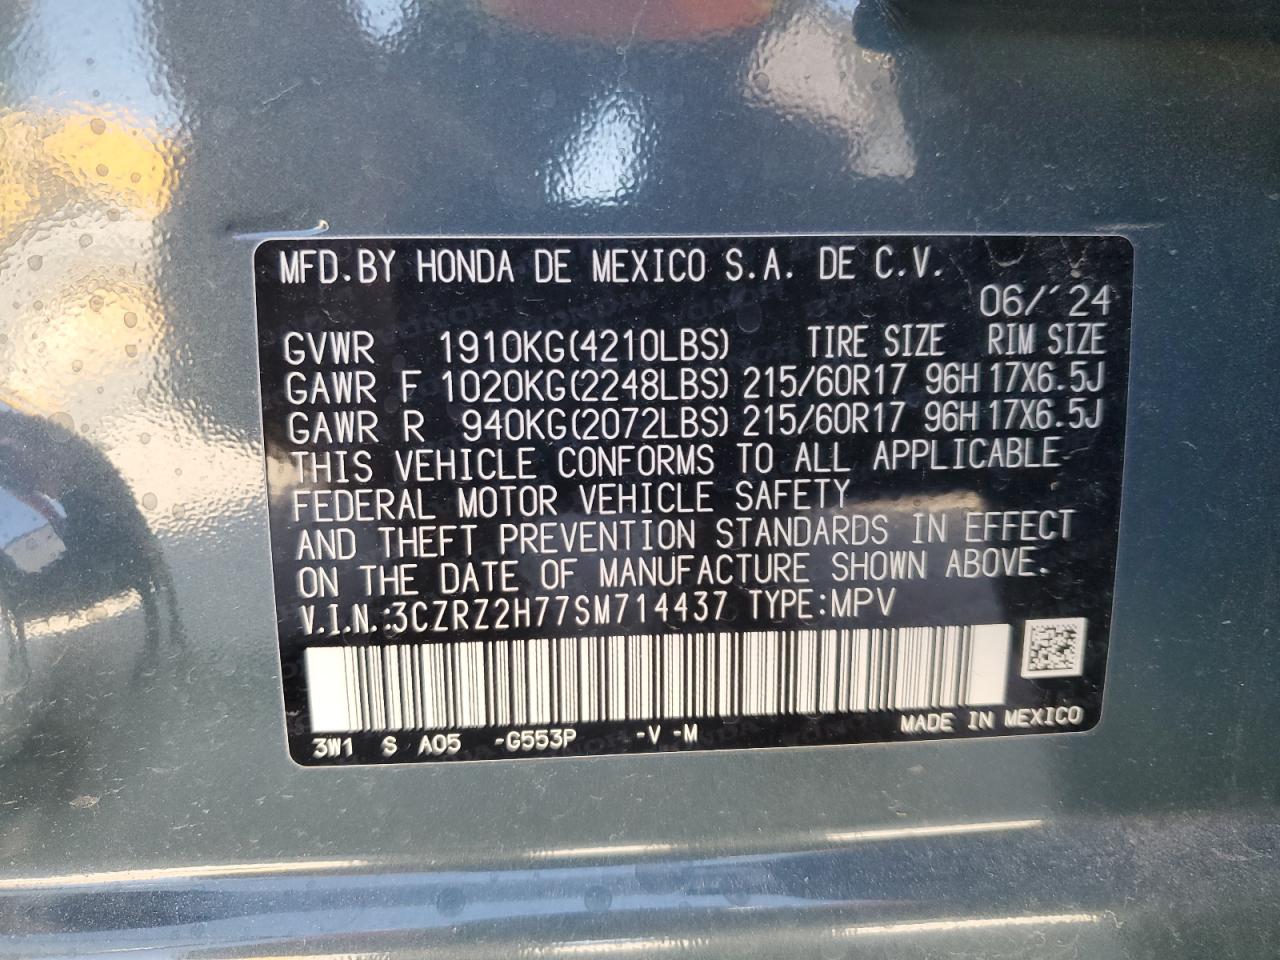 MFD.BY HONDA DE MEXICO S.A. DE C.V.
06/'24
GVWR 1910KG(4210LBS) TIRE SIZE RIM SIZE
GAWR F 1020KG(2248LBS) 215/60R17 96H 17X6.5J
GAWR R 940KG(2072LBS) 215/60R17 96H 17X6.5J
THIS VEHICLE CONFORMS TO ALL APPLICABLE
FEDERAL MOTOR VEHICLE SAFETY
AND THEFT PREVENTION STANDARDS IN EFFECT
ON THE DATE OF MANUFACTURE SHOWN ABOVE.
V.I.N.:3CZRZ2H77SM714437 TYPE:MPV
3W1 S A05 -G553P -V -M MADE IN MEXICO